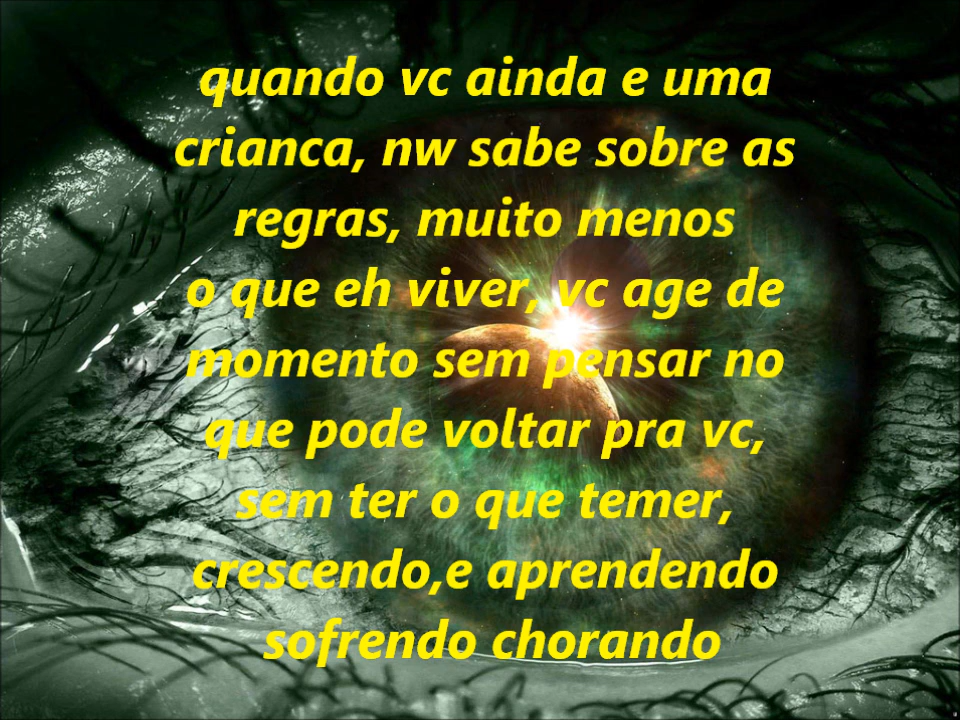 quando vc ainda e uma
crianca, nw sabe sobre as
regras, muito menos
o que eh viver, vc age de
momento sem pensar no
que pode voltar pra vc,
sem ter o que temer,
crescendo,e aprendendo
sofrendo chorando